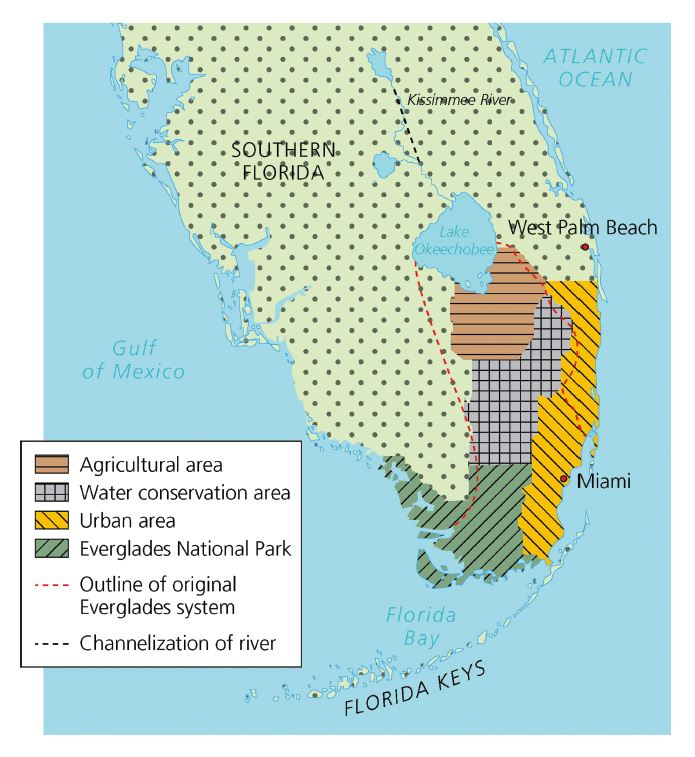 ATLANTIC
OCEAN
Kissimmee River
SOUTHERN
FLORIDA
West Palm Beach
Lake
Okeechobee
Gulf
of Mexico
Agricultural area
Water conservation area
Urban area
Everglades National Park
Outline of original
Everglades system
Channelization of river
Miami
Florida
Bay
FLORIDA KEYS